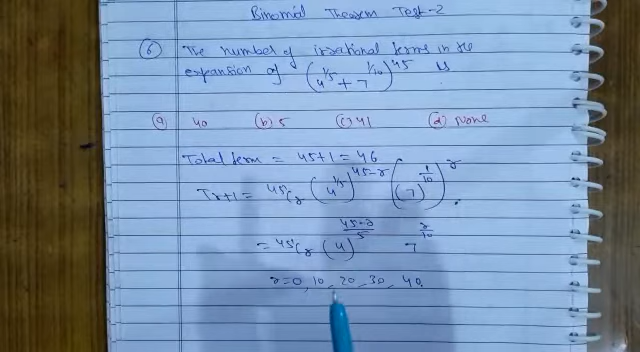 Binomial Theorem Test-2
(6) The number of irrational terms in the
expansion of (4^1/5 + 7^1/10)^45 is
(a) 40 (b) 5 (c) 41 (d) None
Total term = 45+1 = 46
Tr+1 = 45Cr (4^1/5)^45-r ((7)^1/10)^r.
= 45Cr (4)^45-r/5 7^r/10
r=0, 10, 20, 30, 40.